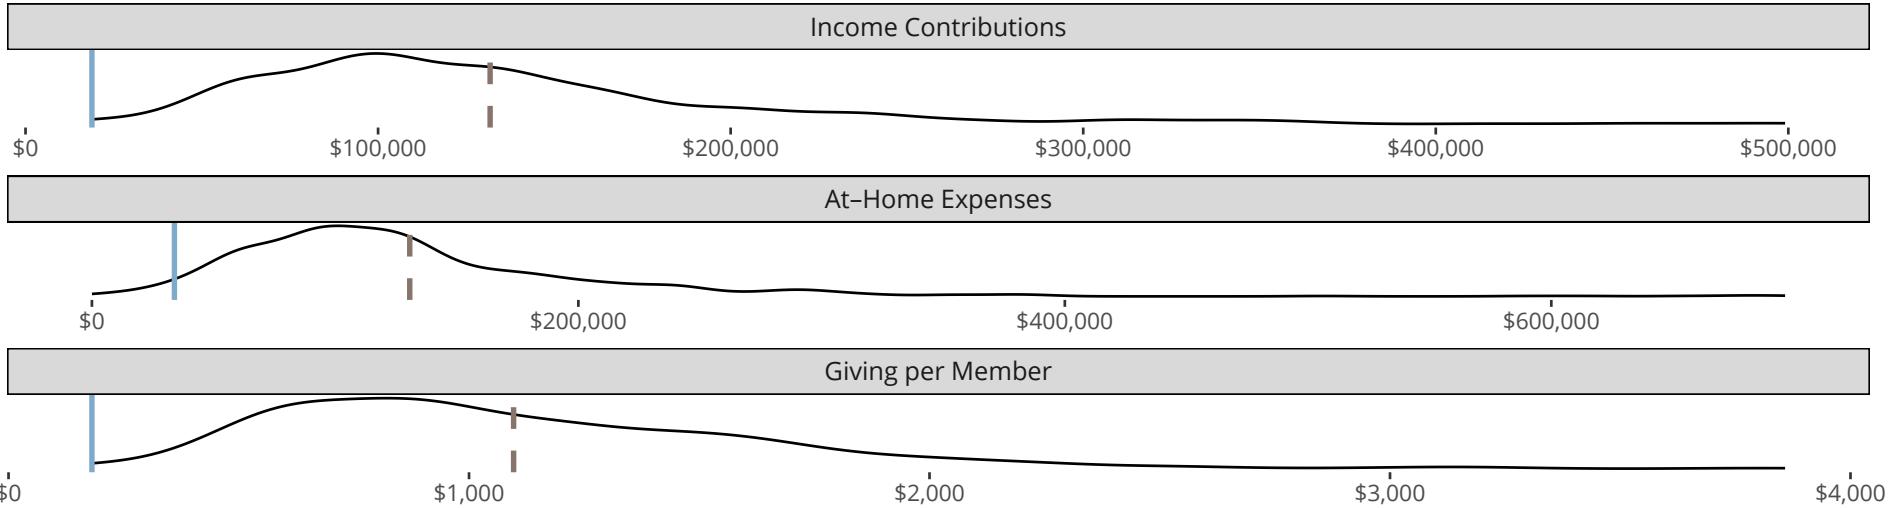 Income Contributions
$0 $100,000 $200,000 $300,000 $400,000 $500,000
At–Home Expenses
$0 $200,000 $400,000 $600,000
Giving per Member
$0 $1,000 $2,000 $3,000 $4,000